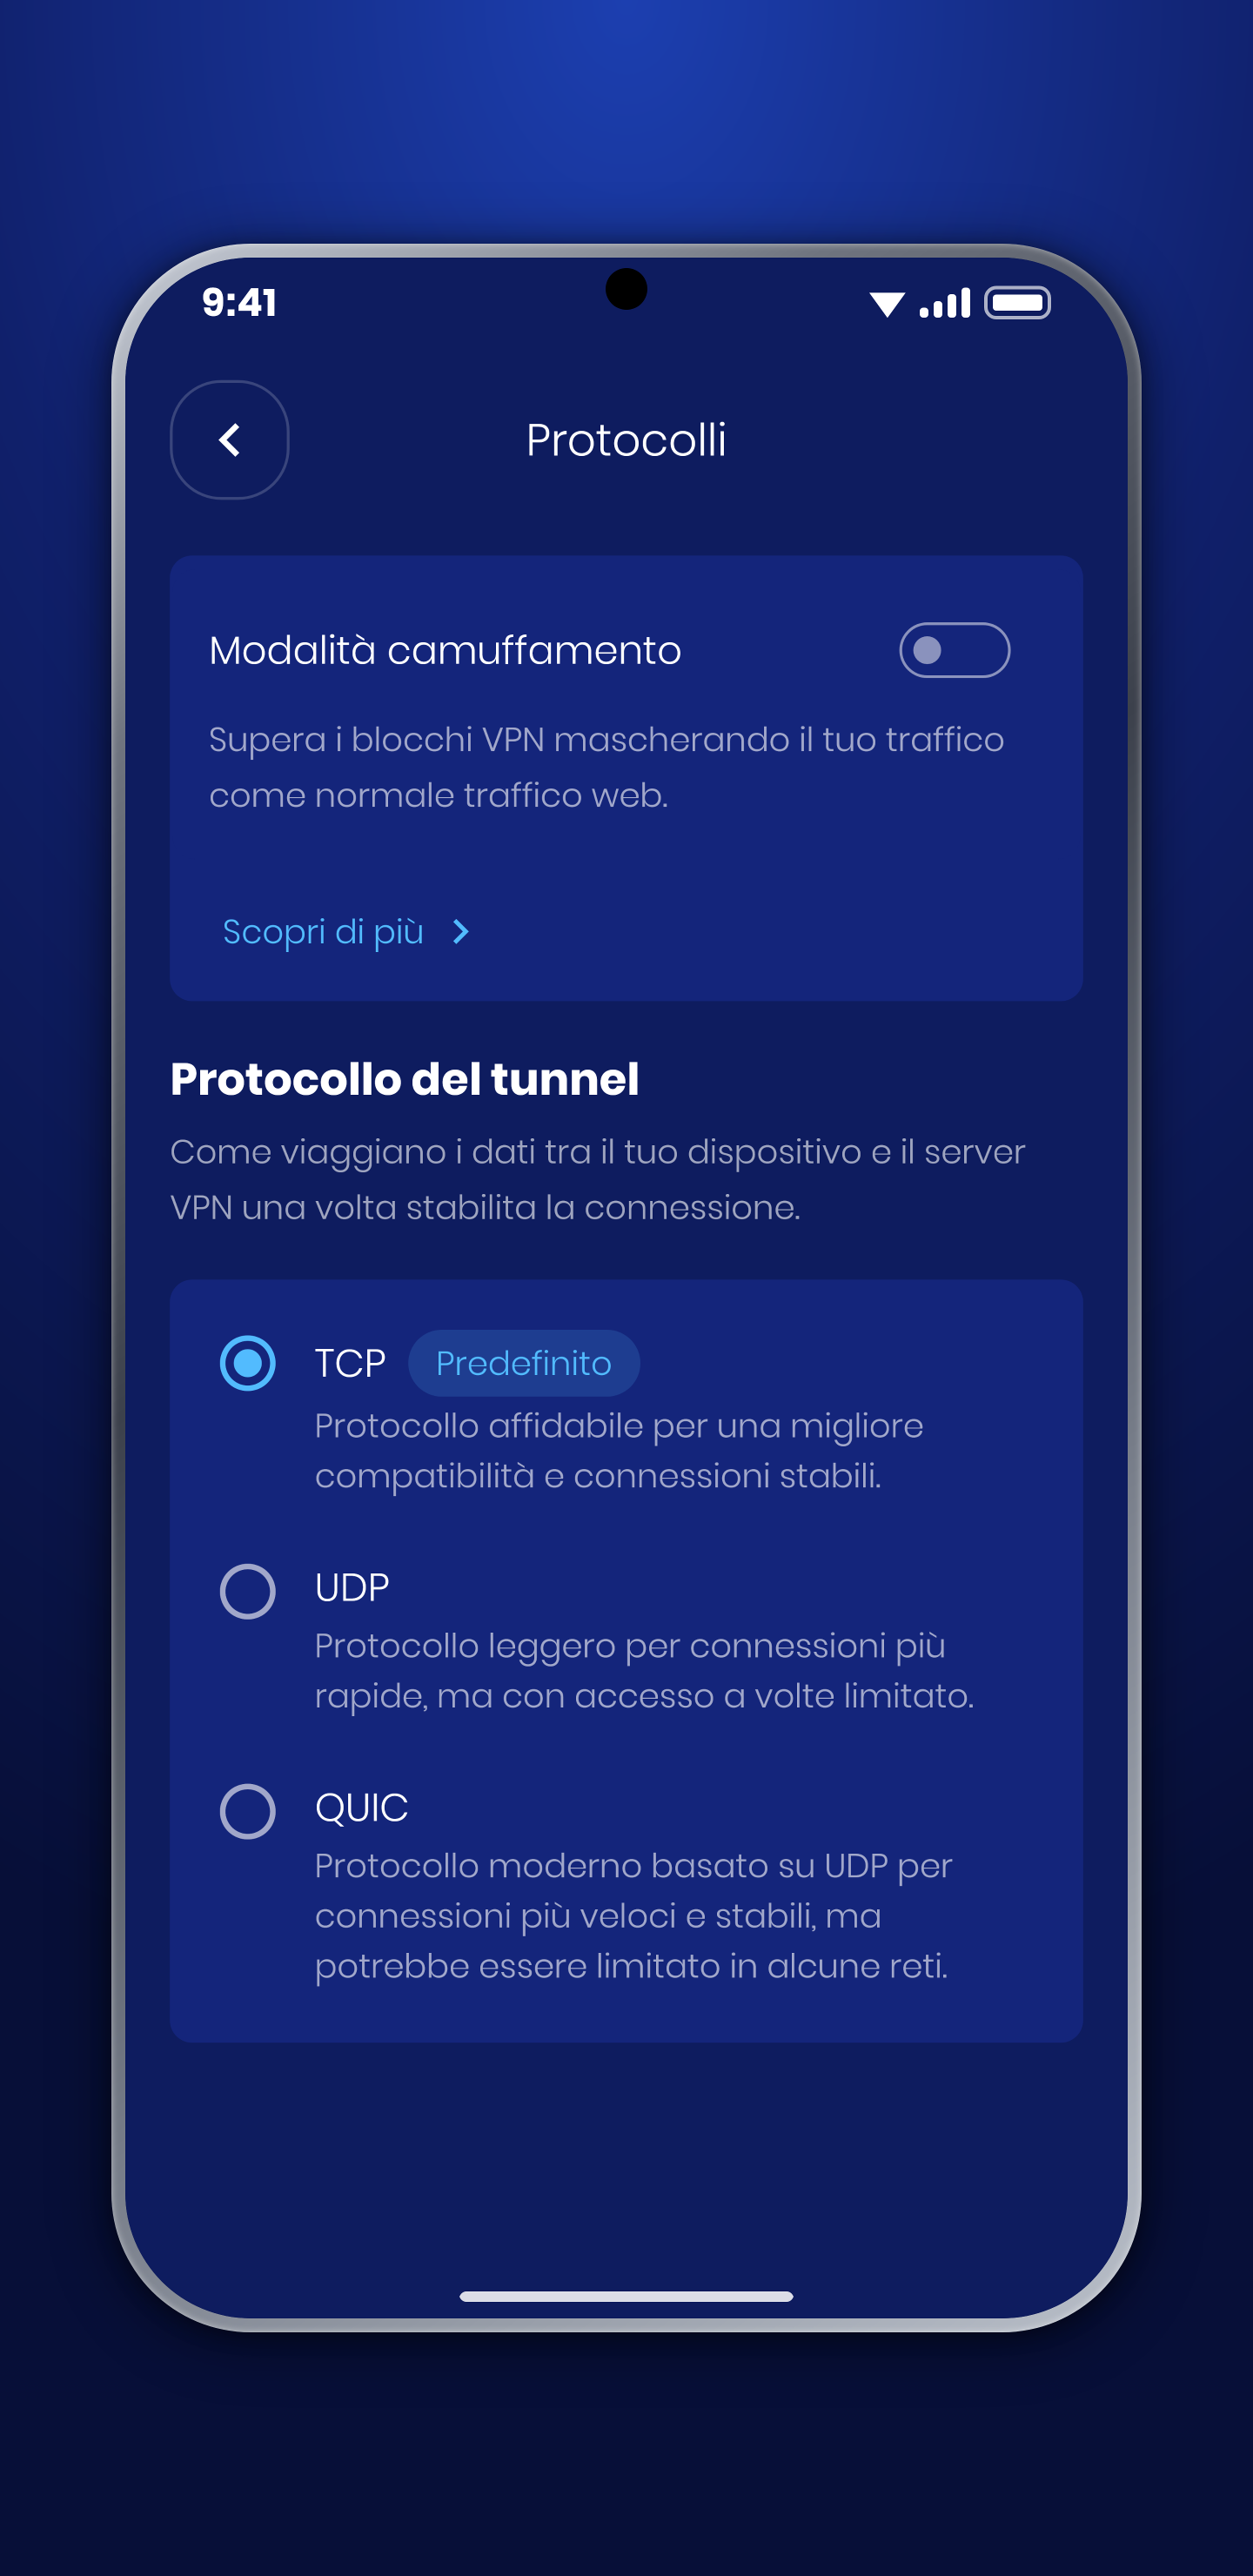 9:41
Protocolli
Modalità camuffamento
Supera i blocchi VPN mascherando il tuo traffico
come normale traffico web.
Scopri di più
Protocollo del tunnel
Come viaggiano i dati tra il tuo dispositivo e il server
VPN una volta stabilita la connessione.
TCP Predefinito
Protocollo affidabile per una migliore
compatibilità e connessioni stabili.
UDP
Protocollo leggero per connessioni più
rapide, ma con accesso a volte limitato.
QUIC
Protocollo moderno basato su UDP per
connessioni più veloci e stabili, ma
potrebbe essere limitato in alcune reti.